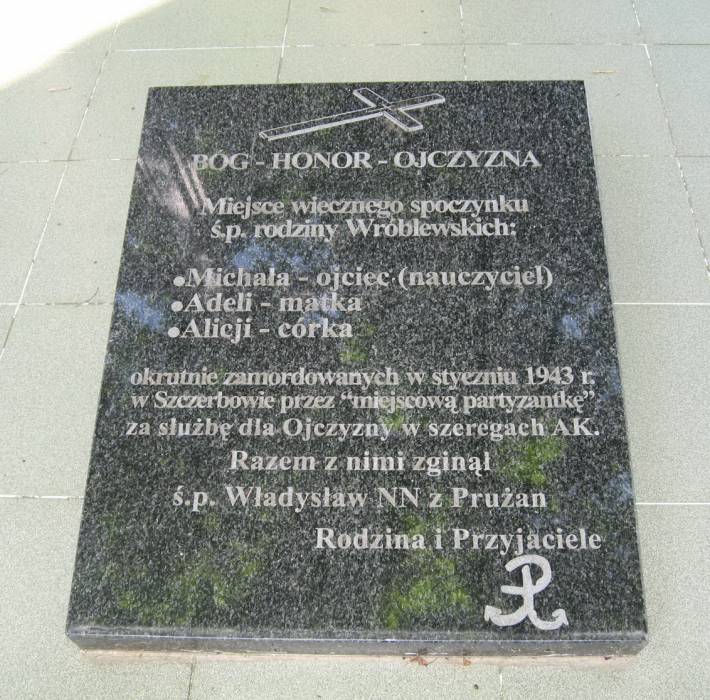 BÓG - HONOR - OJCZYZNA
Miejsce wiecznego spoczynku
ś.p. rodziny Wróblewskich:
•Michała - ojciec (nauczyciel)
•Adeli - matka
•Alicji - córka
okrutnie zamordowanych w styczniu 1943 r.
w Szczerbowie przez “miejscową partyzantkę”
za służbę dla Ojczyzny w szeregach AK.
Razem z nimi zginął
ś.p. Władysław NN z Prużan
Rodzina i Przyjaciele